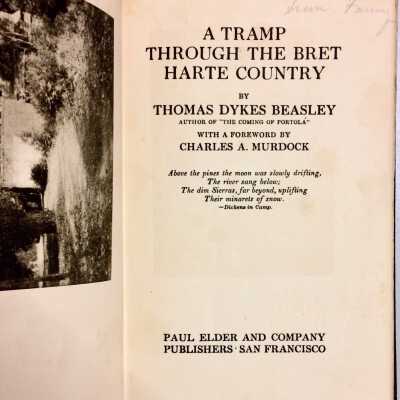 A TRAMP
THROUGH THE BRET
HARTE COUNTRY
BY
THOMAS DYKES BEASLEY
AUTHOR OF "THE COMING OF PORTOLÁ"
WITH A FOREWORD BY
CHARLES A. MURDOCK
Above the pines the moon was slowly drifting,
The river sang below;
The dim Sierras, far beyond, uplifting
Their minarets of snow.
—Dickens in Camp.
PAUL ELDER AND COMPANY
PUBLISHERS · SAN FRANCISCO